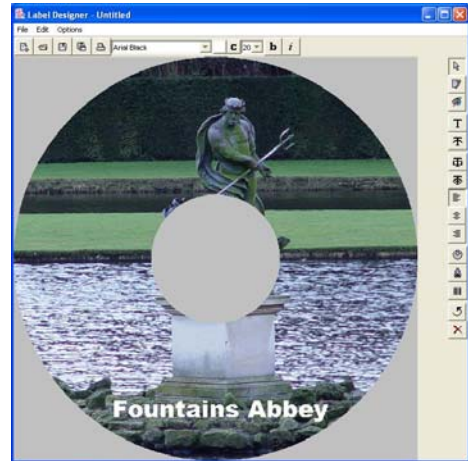 Label Designer - Untitled
File Edit Options
Arial Black C 20 b i
T
Fountains Abbey